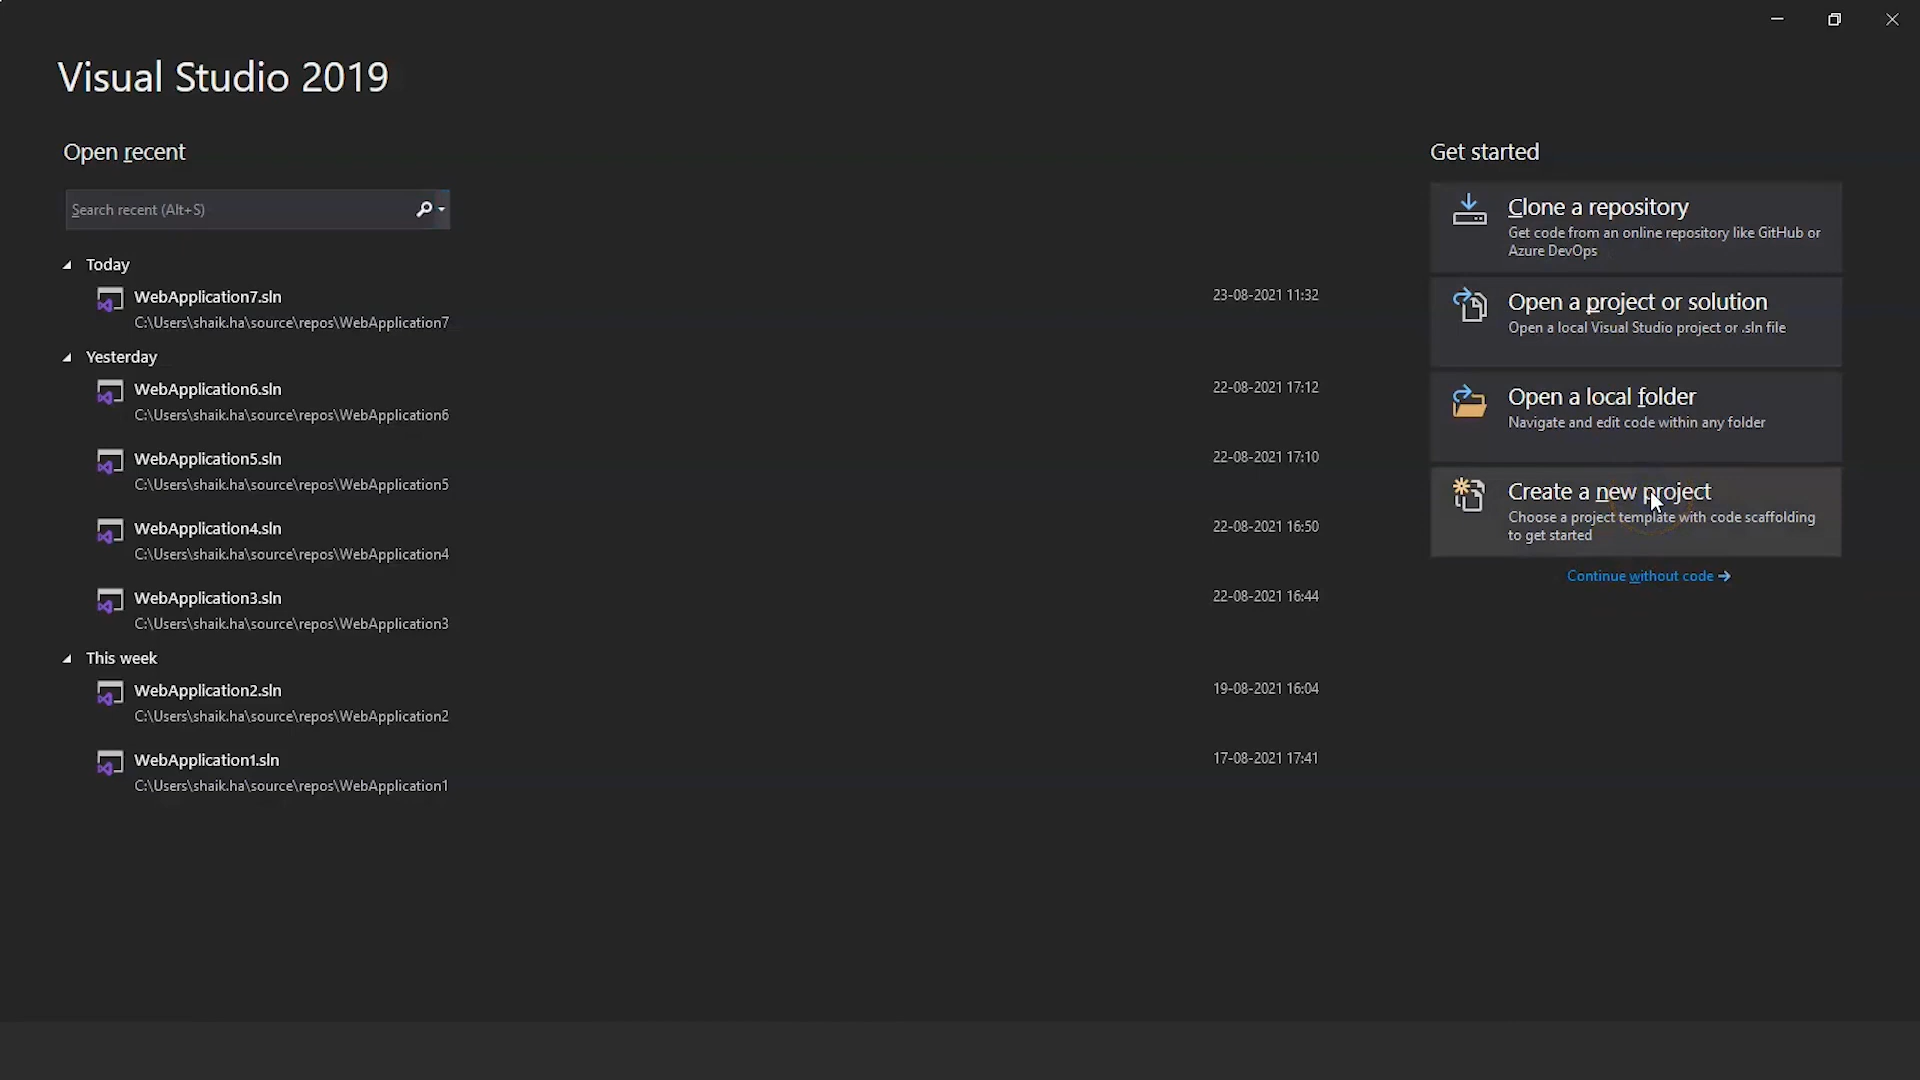 Visual Studio 2019
Open recent
Search recent (Alt+S)
Today
WebApplication7.sln
23-08-2021 11:32
C:\Users\shaik.ha\source\repos\WebApplication7
Yesterday
WebApplication6.sln
22-08-2021 17:12
C:\Users\shaik.ha\source\repos\WebApplication6
WebApplication5.sln
22-08-2021 17:10
C:\Users\shaik.ha\source\repos\WebApplication5
WebApplication4.sln
22-08-2021 16:50
C:\Users\shaik.ha\source\repos\WebApplication4
WebApplication3.sln
22-08-2021 16:44
C:\Users\shaik.ha\source\repos\WebApplication3
This week
WebApplication2.sln
19-08-2021 16:04
C:\Users\shaik.ha\source\repos\WebApplication2
WebApplication1.sln
17-08-2021 17:41
C:\Users\shaik.ha\source\repos\WebApplication1
Get started
Clone a repository
Get code from an online repository like GitHub or
Azure DevOps
Open a project or solution
Open a local Visual Studio project or .sln file
Open a local folder
Navigate and edit code within any folder
Create a new project
Choose a project template with code scaffolding
to get started
Continue without code